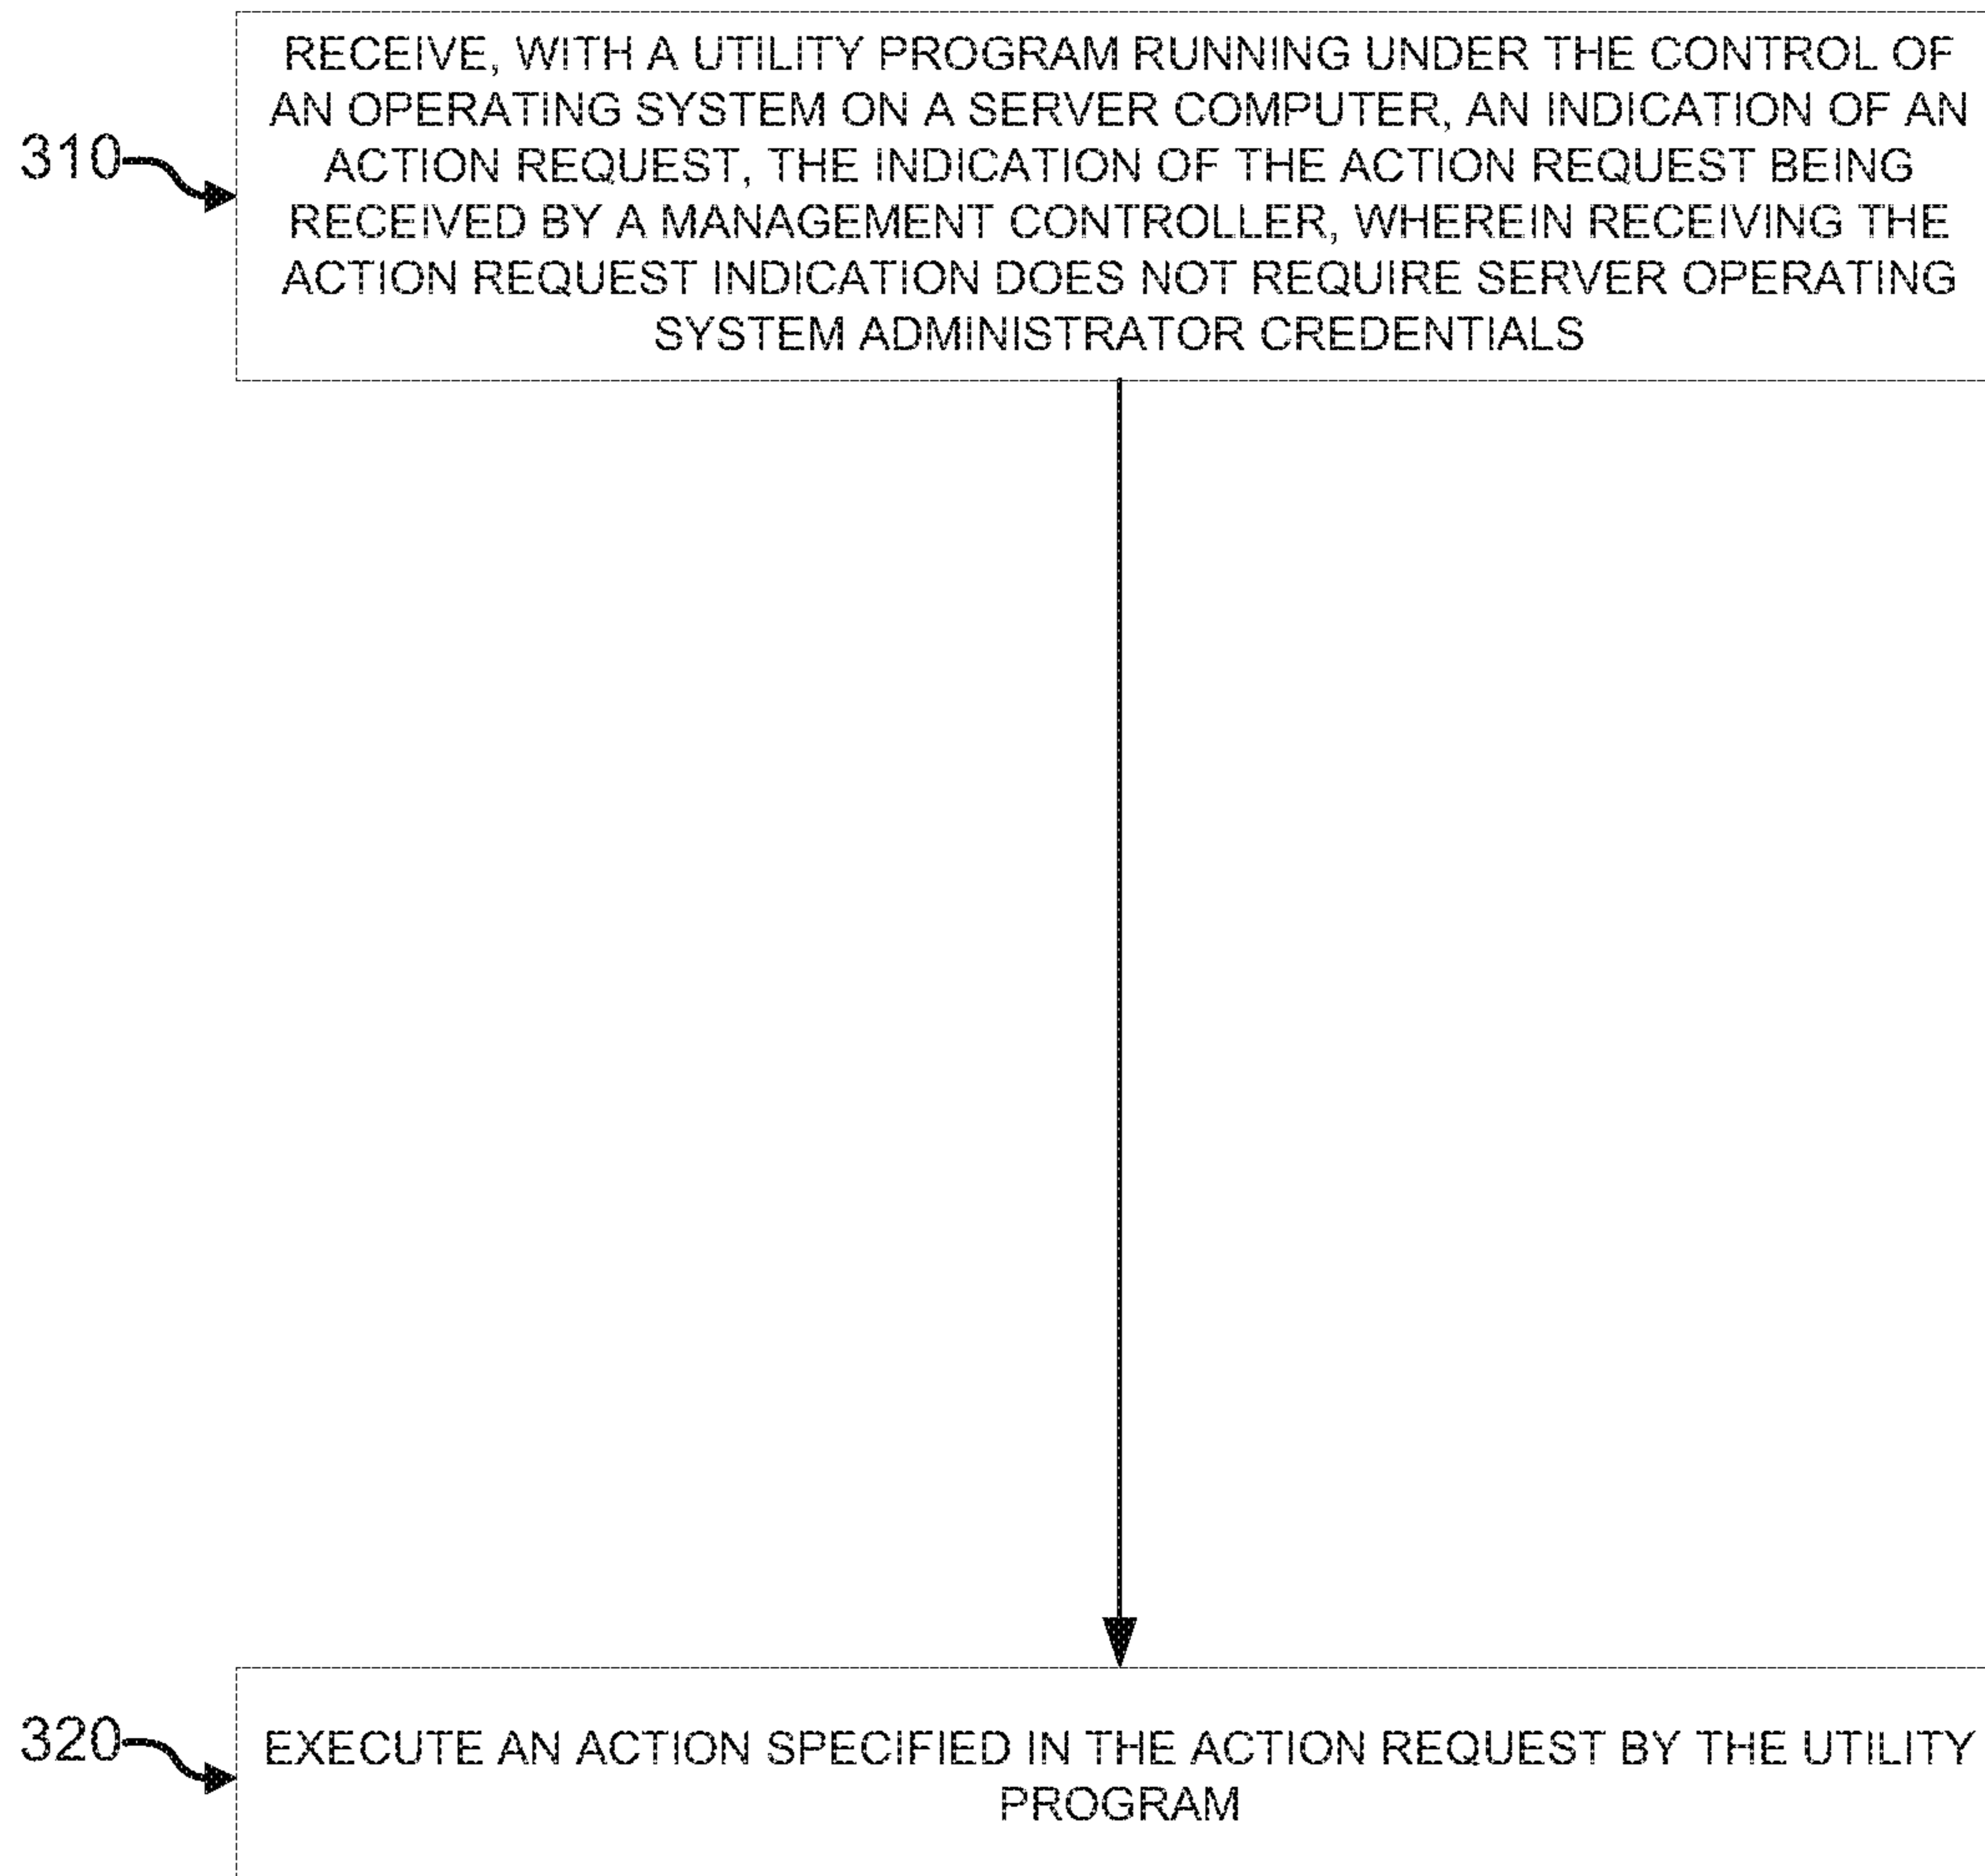 RECEIVE, WITH A UTILITY PROGRAM RUNNING UNDER THE CONTROL OF
AN OPERATING SYSTEM ON A SERVER COMPUTER, AN INDICATION OF AN
310
ACTION REQUEST, THE INDICATION OF THE ACTION REQUEST BEING
RECEIVED BY A MANAGEMENT CONTROLLER, WHEREIN RECEIVING THE
ACTION REQUEST INDICATION DOES NOT REQUIRE SERVER OPERATING
SYSTEM ADMINISTRATOR CREDENTIALS
320
EXECUTE AN ACTION SPECIFIED IN THE ACTION REQUEST BY THE UTILITY
PROGRAM